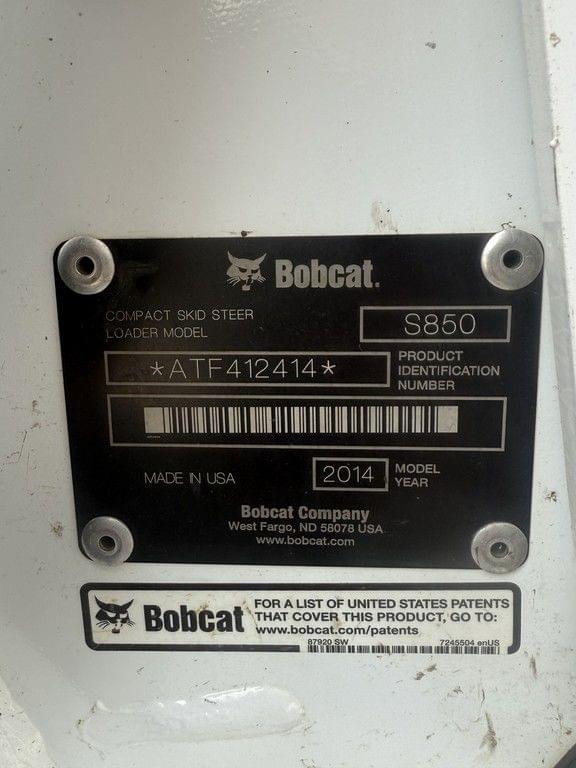 Bobcat.
COMPACT SKID STEER
LOADER MODEL
S850
*ATF412414*
PRODUCT
IDENTIFICATION
NUMBER
MADE IN USA
2014
MODEL
YEAR
Bobcat Company
West Fargo, ND 58078 USA
www.bobcat.com
Bobcat
FOR A LIST OF UNITED STATES PATENTS
THAT COVER THIS PRODUCT, GO TO:
www.bobcat.com/patents
87920 SW
7245504 enUS